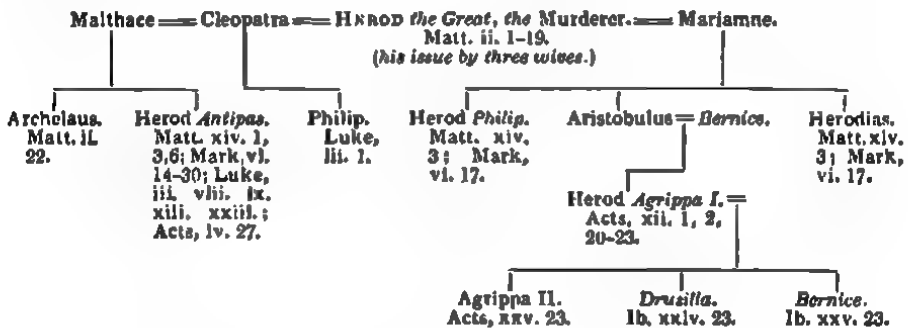 Malthace Cleopatra HEROD the Great, the Murderer. Mariamne.
Matt. ii. 1–19.
(his issue by three wives.)
Archelaus.
Matt. ii.
22.
Herod Antipas.
Matt. xiv. 1,
3,6; Mark, vi.
14–30; Luke,
iii. viii. ix.
xiii. xxiii.;
Acts, iv. 27.
Philip.
Luke,
iii. 1.
Herod Philip.
Matt. xiv.
3; Mark,
vi. 17.
Aristobulus = Bernice.
Herodias.
Matt. xiv.
3; Mark,
vi. 17.
Herod Agrippa I. =
Acts, xii. 1, 2,
20–23.
Agrippa II.
Acts, xxv. 23.
Drusilla.
Ib. xxiv. 23.
Bernice.
Ib. xxv. 23.